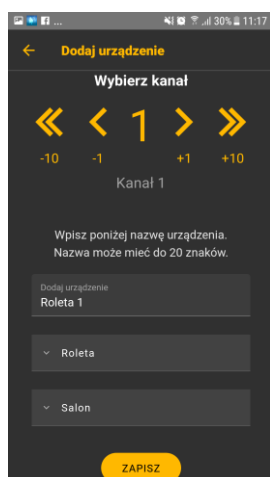 ... 30% 11:17
Dodaj urządzenie
Wybierz kanał
1
-10 -1 +1 +10
Kanał 1
Wpisz poniżej nazwę urządzenia.
Nazwa może mieć do 20 znaków.
Dodaj urządzenie
Roleta 1
Roleta
Salon
ZAPISZ